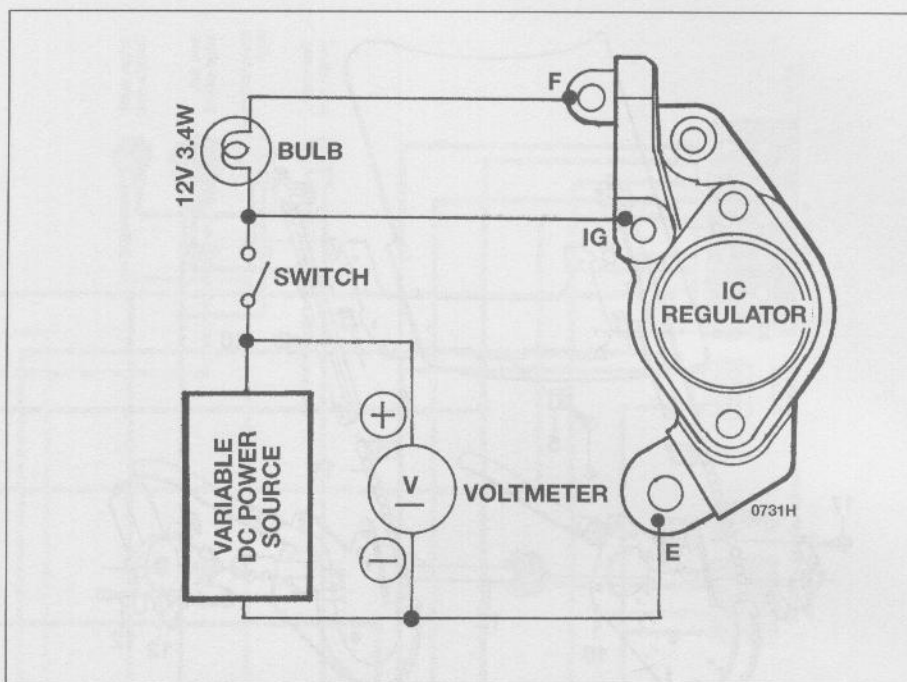 F
12V 3.4W
BULB
IG
SWITCH
IC
REGULATOR
VARIABLE
DC POWER
SOURCE
+
V
VOLTMETER
−
0731H
E